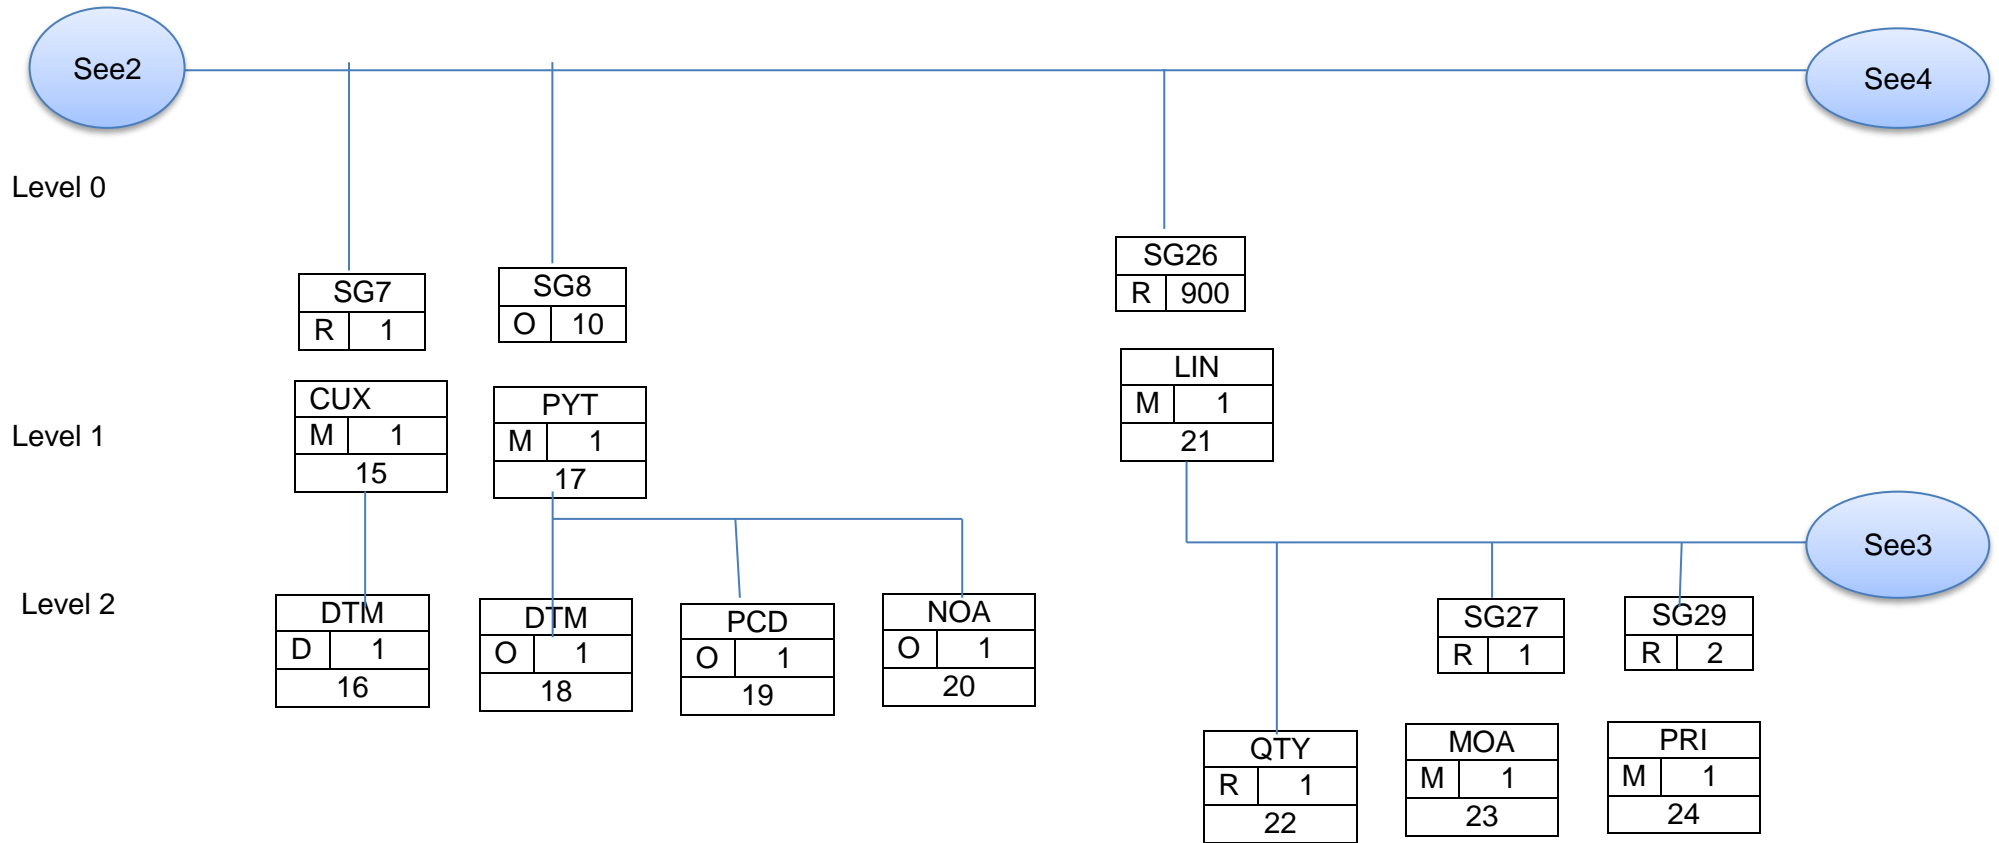 See2
See4
Level 0
SG7
R 1
SG8
O 10
SG26
R 900
Level 1
CUX
M 1
15
PYT
M 1
17
LIN
M 1
21
See3
Level 2
DTM
D 1
16
DTM
O 1
18
PCD
O 1
19
NOA
O 1
20
SG27
R 1
SG29
R 2
QTY
R 1
22
MOA
M 1
23
PRI
M 1
24